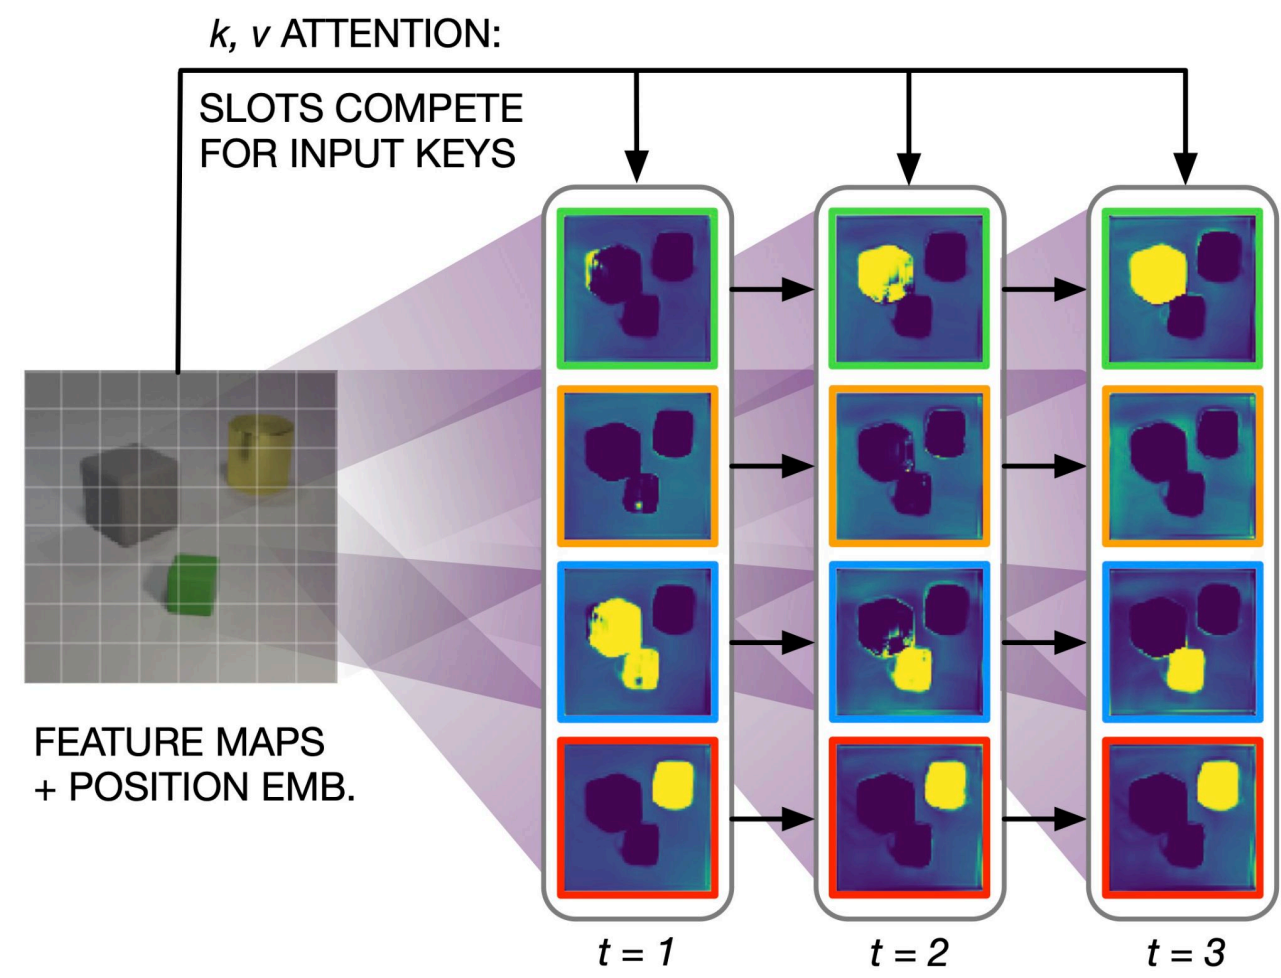 k, v ATTENTION:
SLOTS COMPETE
FOR INPUT KEYS
FEATURE MAPS
+ POSITION EMB.
t = 1
t = 2
t = 3